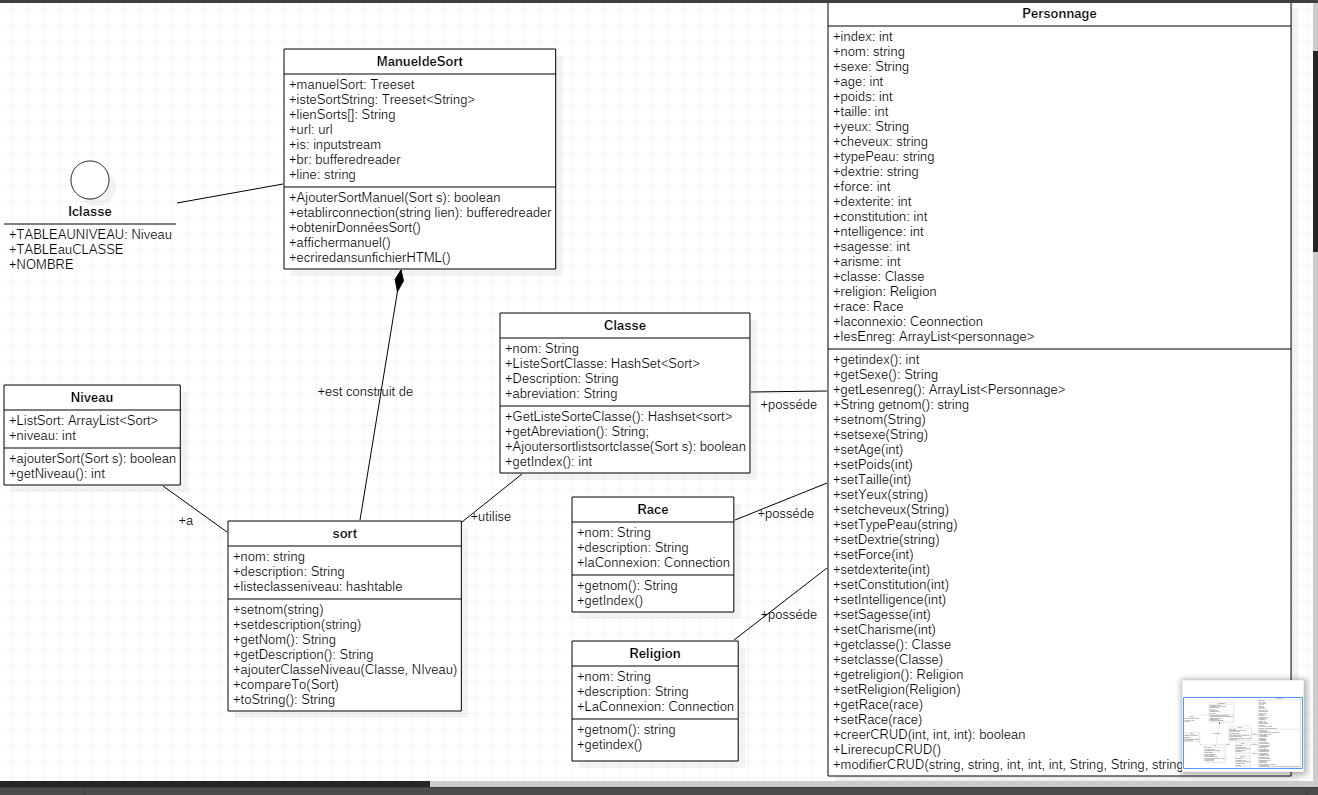 ManueldeSort
+manuelSort: Treeset
+isteSortString: Treeset<String>
+lienSorts[]: String
+url: url
+is: inputstream
+br: bufferedreader
+line: string
+AjouterSortManuel(Sort s): boolean
+etablirconnection(string lien): bufferedreader
+obtenirDonnéesSort()
+affichermanuel()
+ecriredansunfichierHTML()
Iclasse
+TABLEAUNIVEAU: Niveau
+TABLEauCLASSE
+NOMBRE
+est construit de
Classe
+nom: String
+ListeSortClasse: HashSet<Sort>
+Description: String
+abreviation: String
+GetListeSorteClasse(): Hashset<sort>
+getAbreviation(): String;
+Ajoutersortlistsortclasse(Sort s): boolean
+getIndex(): int
+posséde
Niveau
+ListSort: ArrayList<Sort>
+niveau: int
+ajouterSort(Sort s): boolean
+getNiveau(): int
+a
+utilise
sort
+nom: string
+description: String
+listeclasseniveau: hashtable
+setnom(string)
+setdescription(string)
+getNom(): String
+getDescription(): String
+ajouterClasseNiveau(Classe, NIveau)
+compareTo(Sort)
+toString(): String
Race
+nom: String
+description: String
+laConnexion: Connection
+getnom(): String
+getIndex()
+posséde
Religion
+nom: String
+description: String
+LaConnexion: Connection
+getnom(): string
+getindex()
+posséde
Personnage
+index: int
+nom: string
+sexe: String
+age: int
+poids: int
+taille: int
+yeux: String
+cheveux: string
+typePeau: string
+dextrie: string
+force: int
+dexterite: int
+constitution: int
+ntelligence: int
+sagesse: int
+arisme: int
+classe: Classe
+religion: Religion
+race: Race
+laconnexio: Ceonnection
+lesEnreg: ArrayList<personnage>
+getindex(): int
+getSexe(): String
+getLesenreg(): ArrayList<Personnage>
+String getnom(): string
+setnom(String)
+setsexe(String)
+setAge(int)
+setPoids(int)
+setTaille(int)
+setYeux(string)
+setcheveux(String)
+setTypePeau(string)
+setDextrie(string)
+setForce(int)
+setdexterite(int)
+setConstitution(int)
+setIntelligence(int)
+setSagesse(int)
+setCharisme(int)
+getclasse(): Classe
+setclasse(Classe)
+getreligion(): Religion
+setReligion(Religion)
+getRace(race)
+setRace(race)
+creerCRUD(int, int, int): boolean
+LirerecupCRUD()
+modifierCRUD(string, string, int, int, int, String, String, string